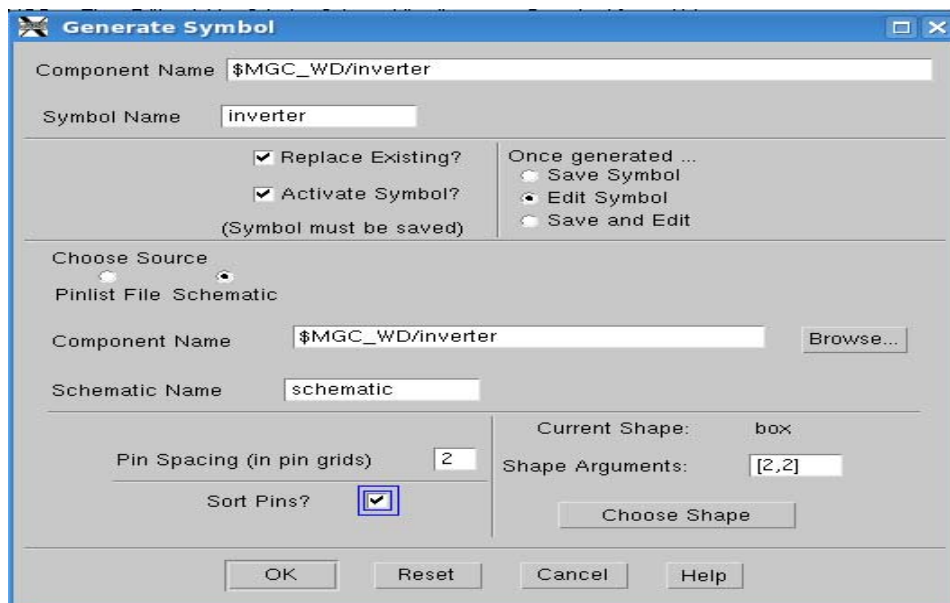 Generate Symbol
Component Name $MGC_WD/inverter
Symbol Name inverter
Replace Existing?
Activate Symbol?
(Symbol must be saved)
Once generated ...
Save Symbol
Edit Symbol
Save and Edit
Choose Source
Pinlist File Schematic
Component Name $MGC_WD/inverter Browse...
Schematic Name schematic
Pin Spacing (in pin grids) 2
Sort Pins?
Current Shape: box
Shape Arguments: [2,2]
Choose Shape
OK Reset Cancel Help